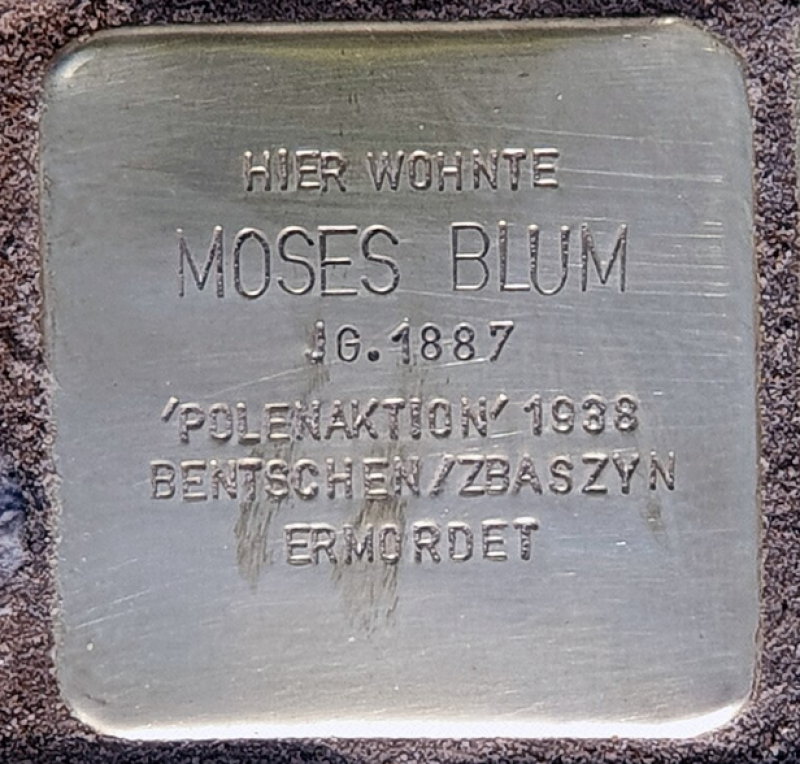 HIER WOHNTE
MOSES BLUM
JG. 1887
'POLENAKTION' 1938
BENTSCHEN/ZBASZYN
ERMORDET